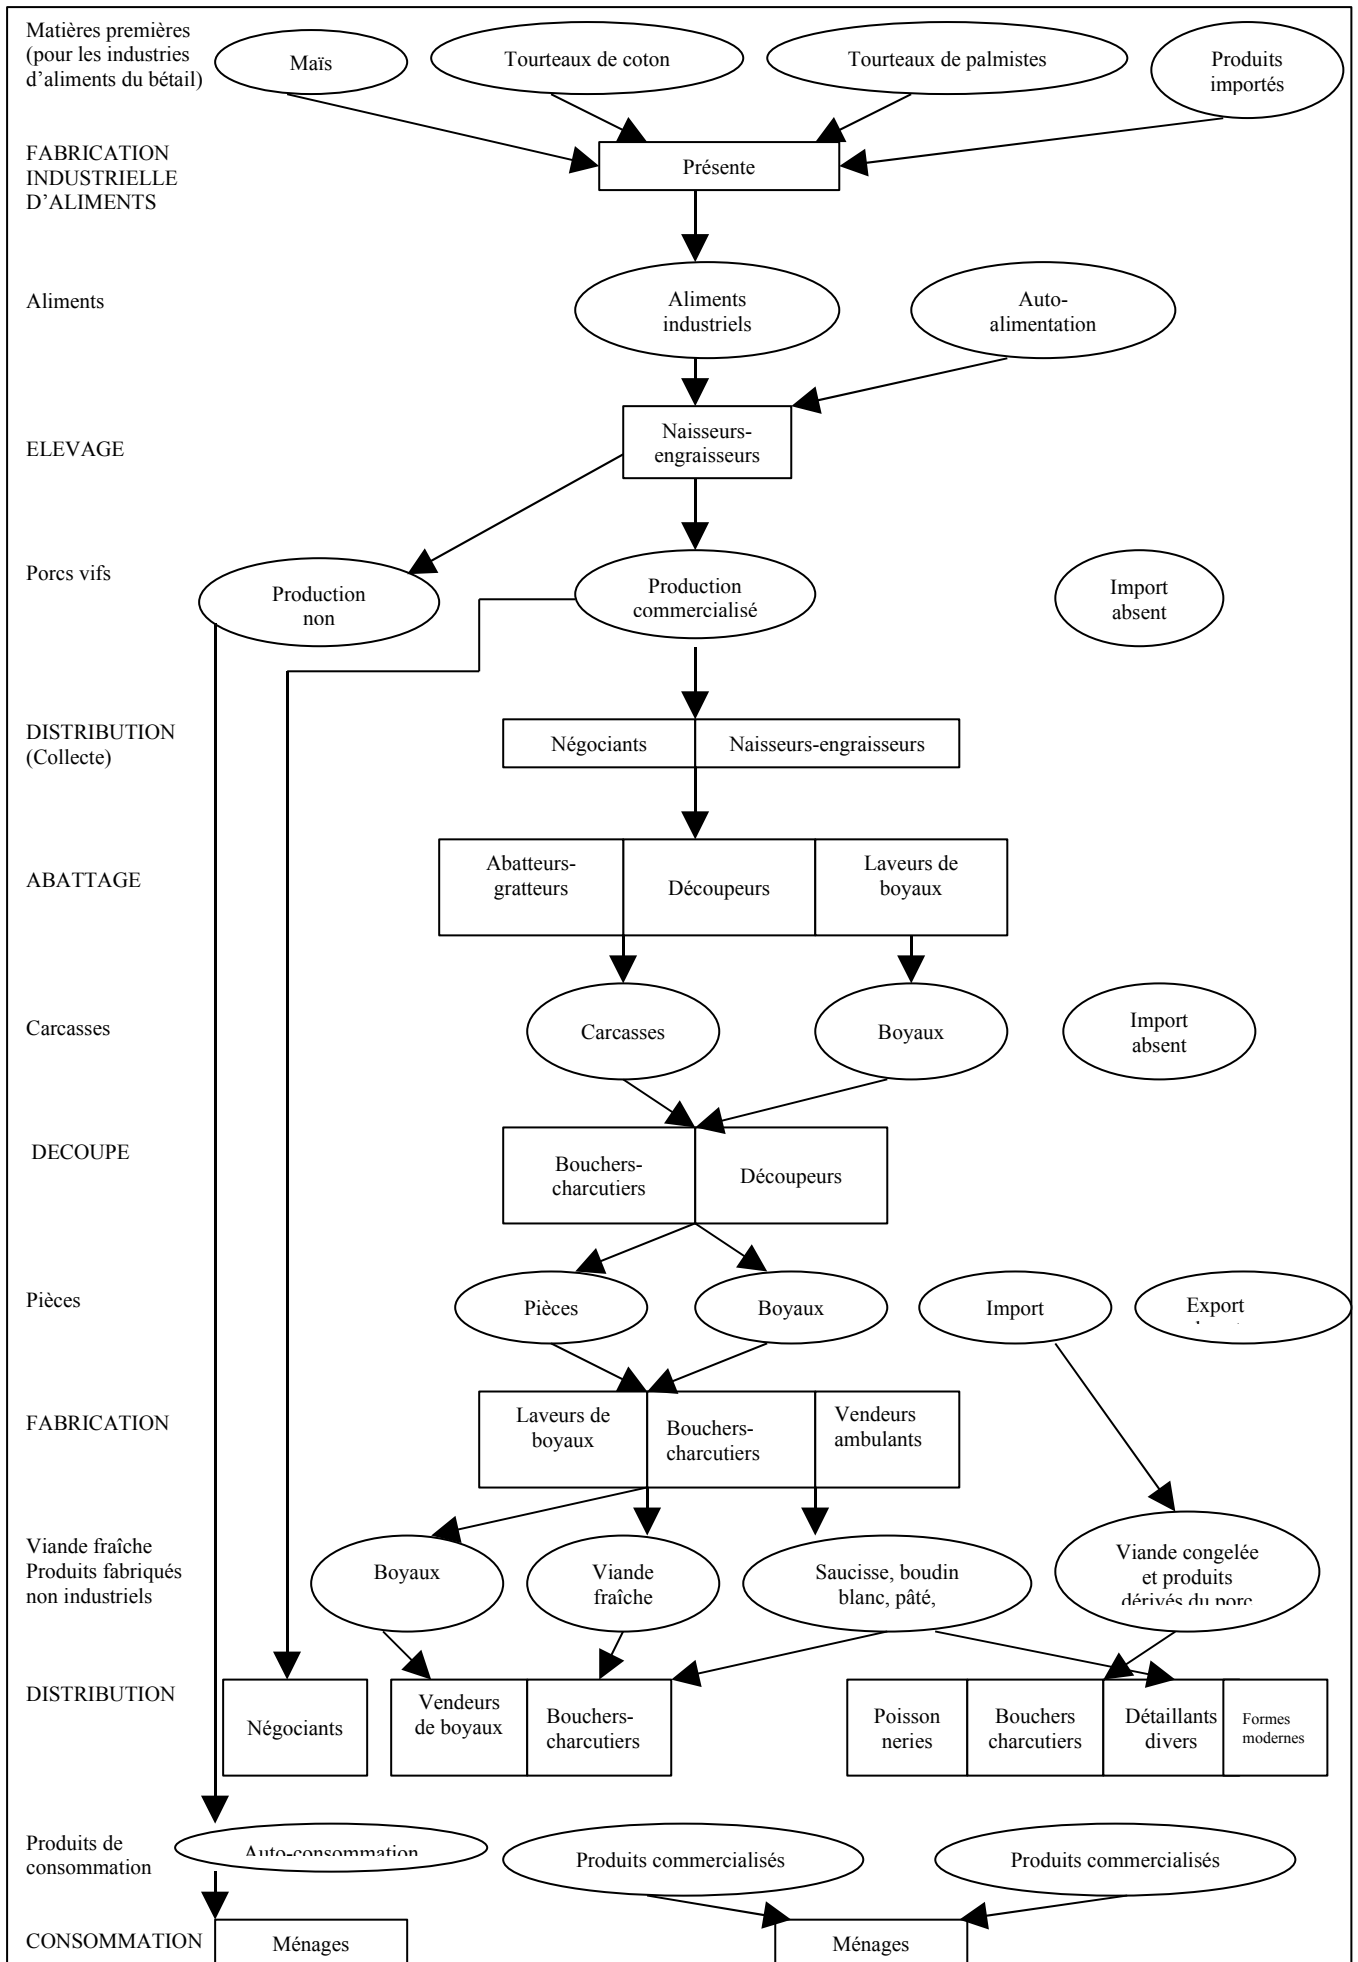 Matières premières
(pour les industries
d’aliments du bétail)
Maïs
Tourteaux de coton
Tourteaux de palmistes
Produits
importés
FABRICATION
INDUSTRIELLE
D’ALIMENTS
Présente
Aliments
Aliments
industriels
Auto-
alimentation
ELEVAGE
Naisseurs-
engraisseurs
Porcs vifs
Production
non
Production
commercialisé
Import
absent
DISTRIBUTION
(Collecte)
Négociants
Naisseurs-engraisseurs
ABATTAGE
Abatteurs-
gratteurs
Découpeurs
Laveurs de
boyaux
Carcasses
Carcasses
Boyaux
Import
absent
DECOUPE
Bouchers-
charcutiers
Découpeurs
Pièces
Pièces
Boyaux
Import
Export
FABRICATION
Laveurs de
boyaux
Bouchers-
charcutiers
Vendeurs
ambulants
Viande fraîche
Produits fabriqués
non industriels
Boyaux
Viande
fraîche
Saucisse, boudin
blanc, pâté,
Viande congelée
et produits
dérivés du porc
DISTRIBUTION
Négociants
Vendeurs
de boyaux
Bouchers-
charcutiers
Poisson
neries
Bouchers
charcutiers
Détaillants
divers
Formes
modernes
Produits de
consommation
Auto-consommation
Produits commercialisés
Produits commercialisés
CONSOMMATION
Ménages
Ménages